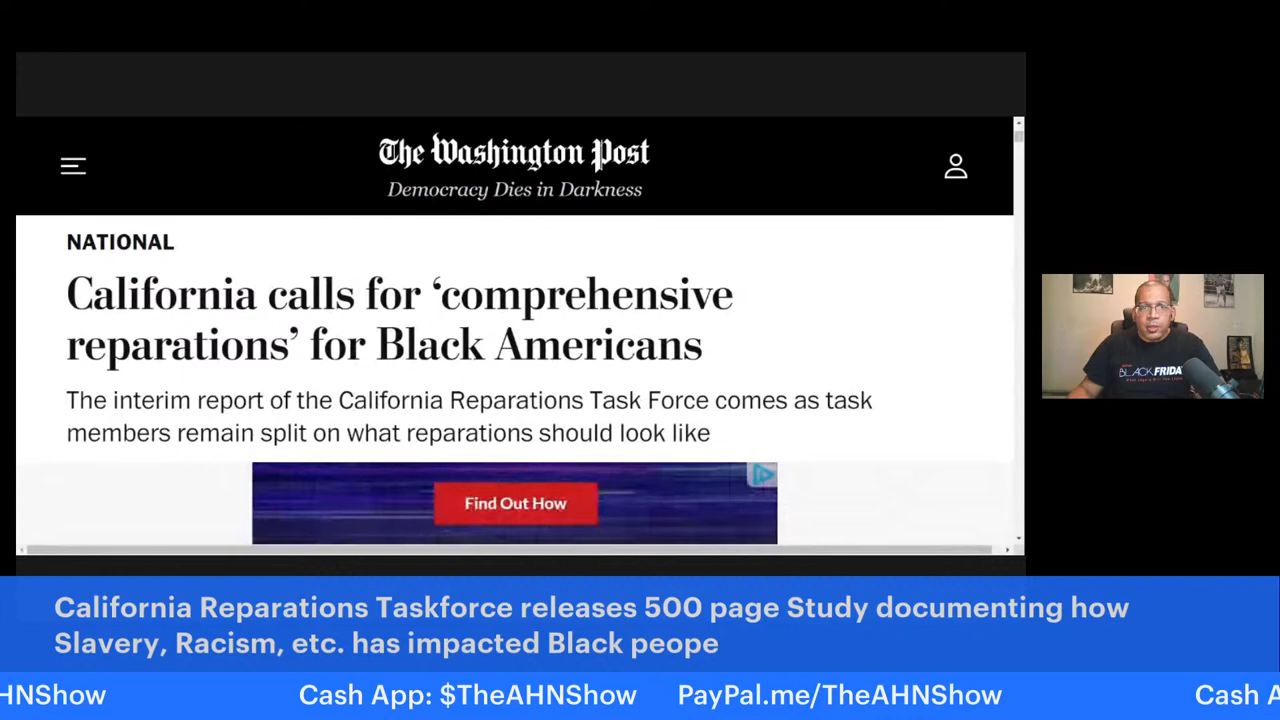 The Washington Post
Democracy Dies in Darkness
NATIONAL
California calls for ‘comprehensive
reparations’ for Black Americans
The interim report of the California Reparations Task Force comes as task
members remain split on what reparations should look like
Find Out How
BLACK FRIDA
California Reparations Taskforce releases 500 page Study documenting how
Slavery, Racism, etc. has impacted Black peope
HNShow Cash App: $TheAHNShow PayPal.me/TheAHNShow Cash A